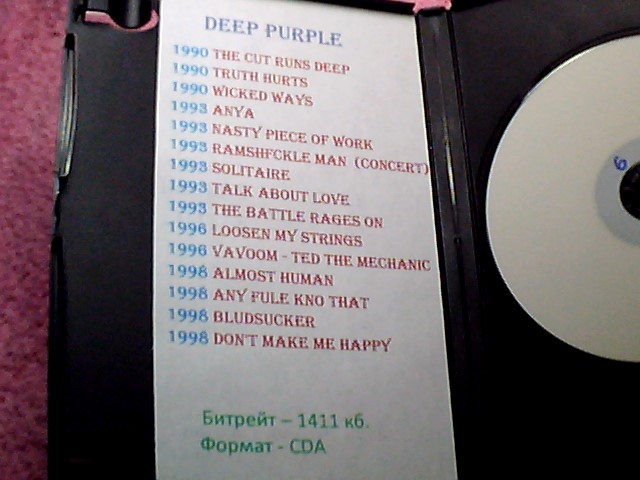 DEEP PURPLE
1990 THE CUT RUNS DEEP
1990 TRUTH HURTS
1990 WICKED WAYS
1993 ANYA
1993 NASTY PIECE OF WORK
1993 RAMSHFCKLE MAN (CONCERT)
1993 SOLITAIRE
1993 TALK ABOUT LOVE
1993 THE BATTLE RAGES ON
1996 LOOSEN MY STRINGS
1996 VAVOOM - TED THE MECHANIC
1998 ALMOST HUMAN
1998 ANY FULE KNO THAT
1998 BLUDSUCKER
1998 DON'T MAKE ME HAPPY
Битрейт – 1411 кб.
Формат - CDA